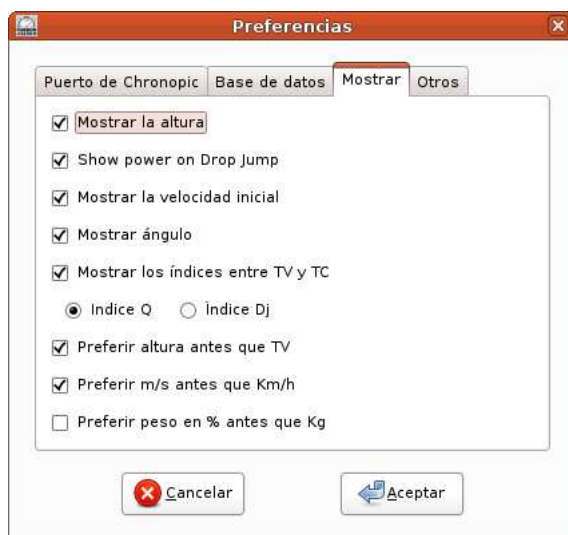 Preferencias
Puerto de Chronopic Base de datos Mostrar Otros
Mostrar la altura
Show power on Drop Jump
Mostrar la velocidad inicial
Mostrar ángulo
Mostrar los índices entre TV y TC
Indice Q Ìndice Dj
Preferir altura antes que TV
Preferir m/s antes que Km/h
Preferir peso en % antes que Kg
Cancelar Aceptar